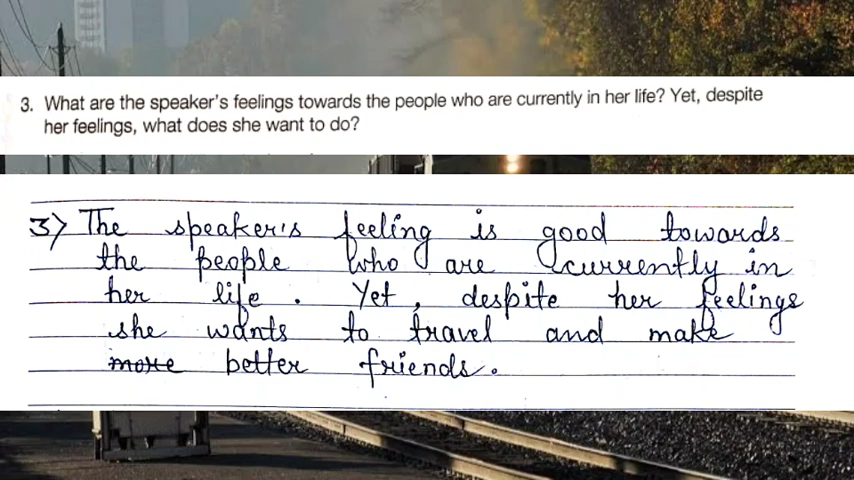 3. What are the speaker's feelings towards the people who are currently in her life? Yet, despite
her feelings, what does she want to do?
3) The speaker's feeling is good towards
the people who are currently in
her life. Yet, despite her feelings
she wants to travel and make
more better friends.